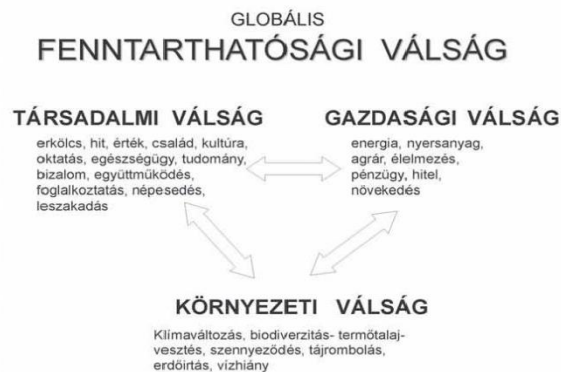 GLOBÁLIS
FENNTARTHATÓSÁGI VÁLSÁG
TÁRSADALMI VÁLSÁG
erkölcs, hit, érték, család, kultúra,
oktatás, egészségügy, tudomány,
bizalom, együttműködés,
foglalkoztatás, népesedés,
leszakadás
GAZDASÁGI VÁLSÁG
energia, nyersanyag,
agrár, élelmezés,
pénzügy, hitel,
növekedés
KÖRNYEZETI VÁLSÁG
Klímaváltozás, biodiverzitás- termőtalaj-
vesztés, szennyeződés, tájrombolás,
erdőirtás, vízhiány